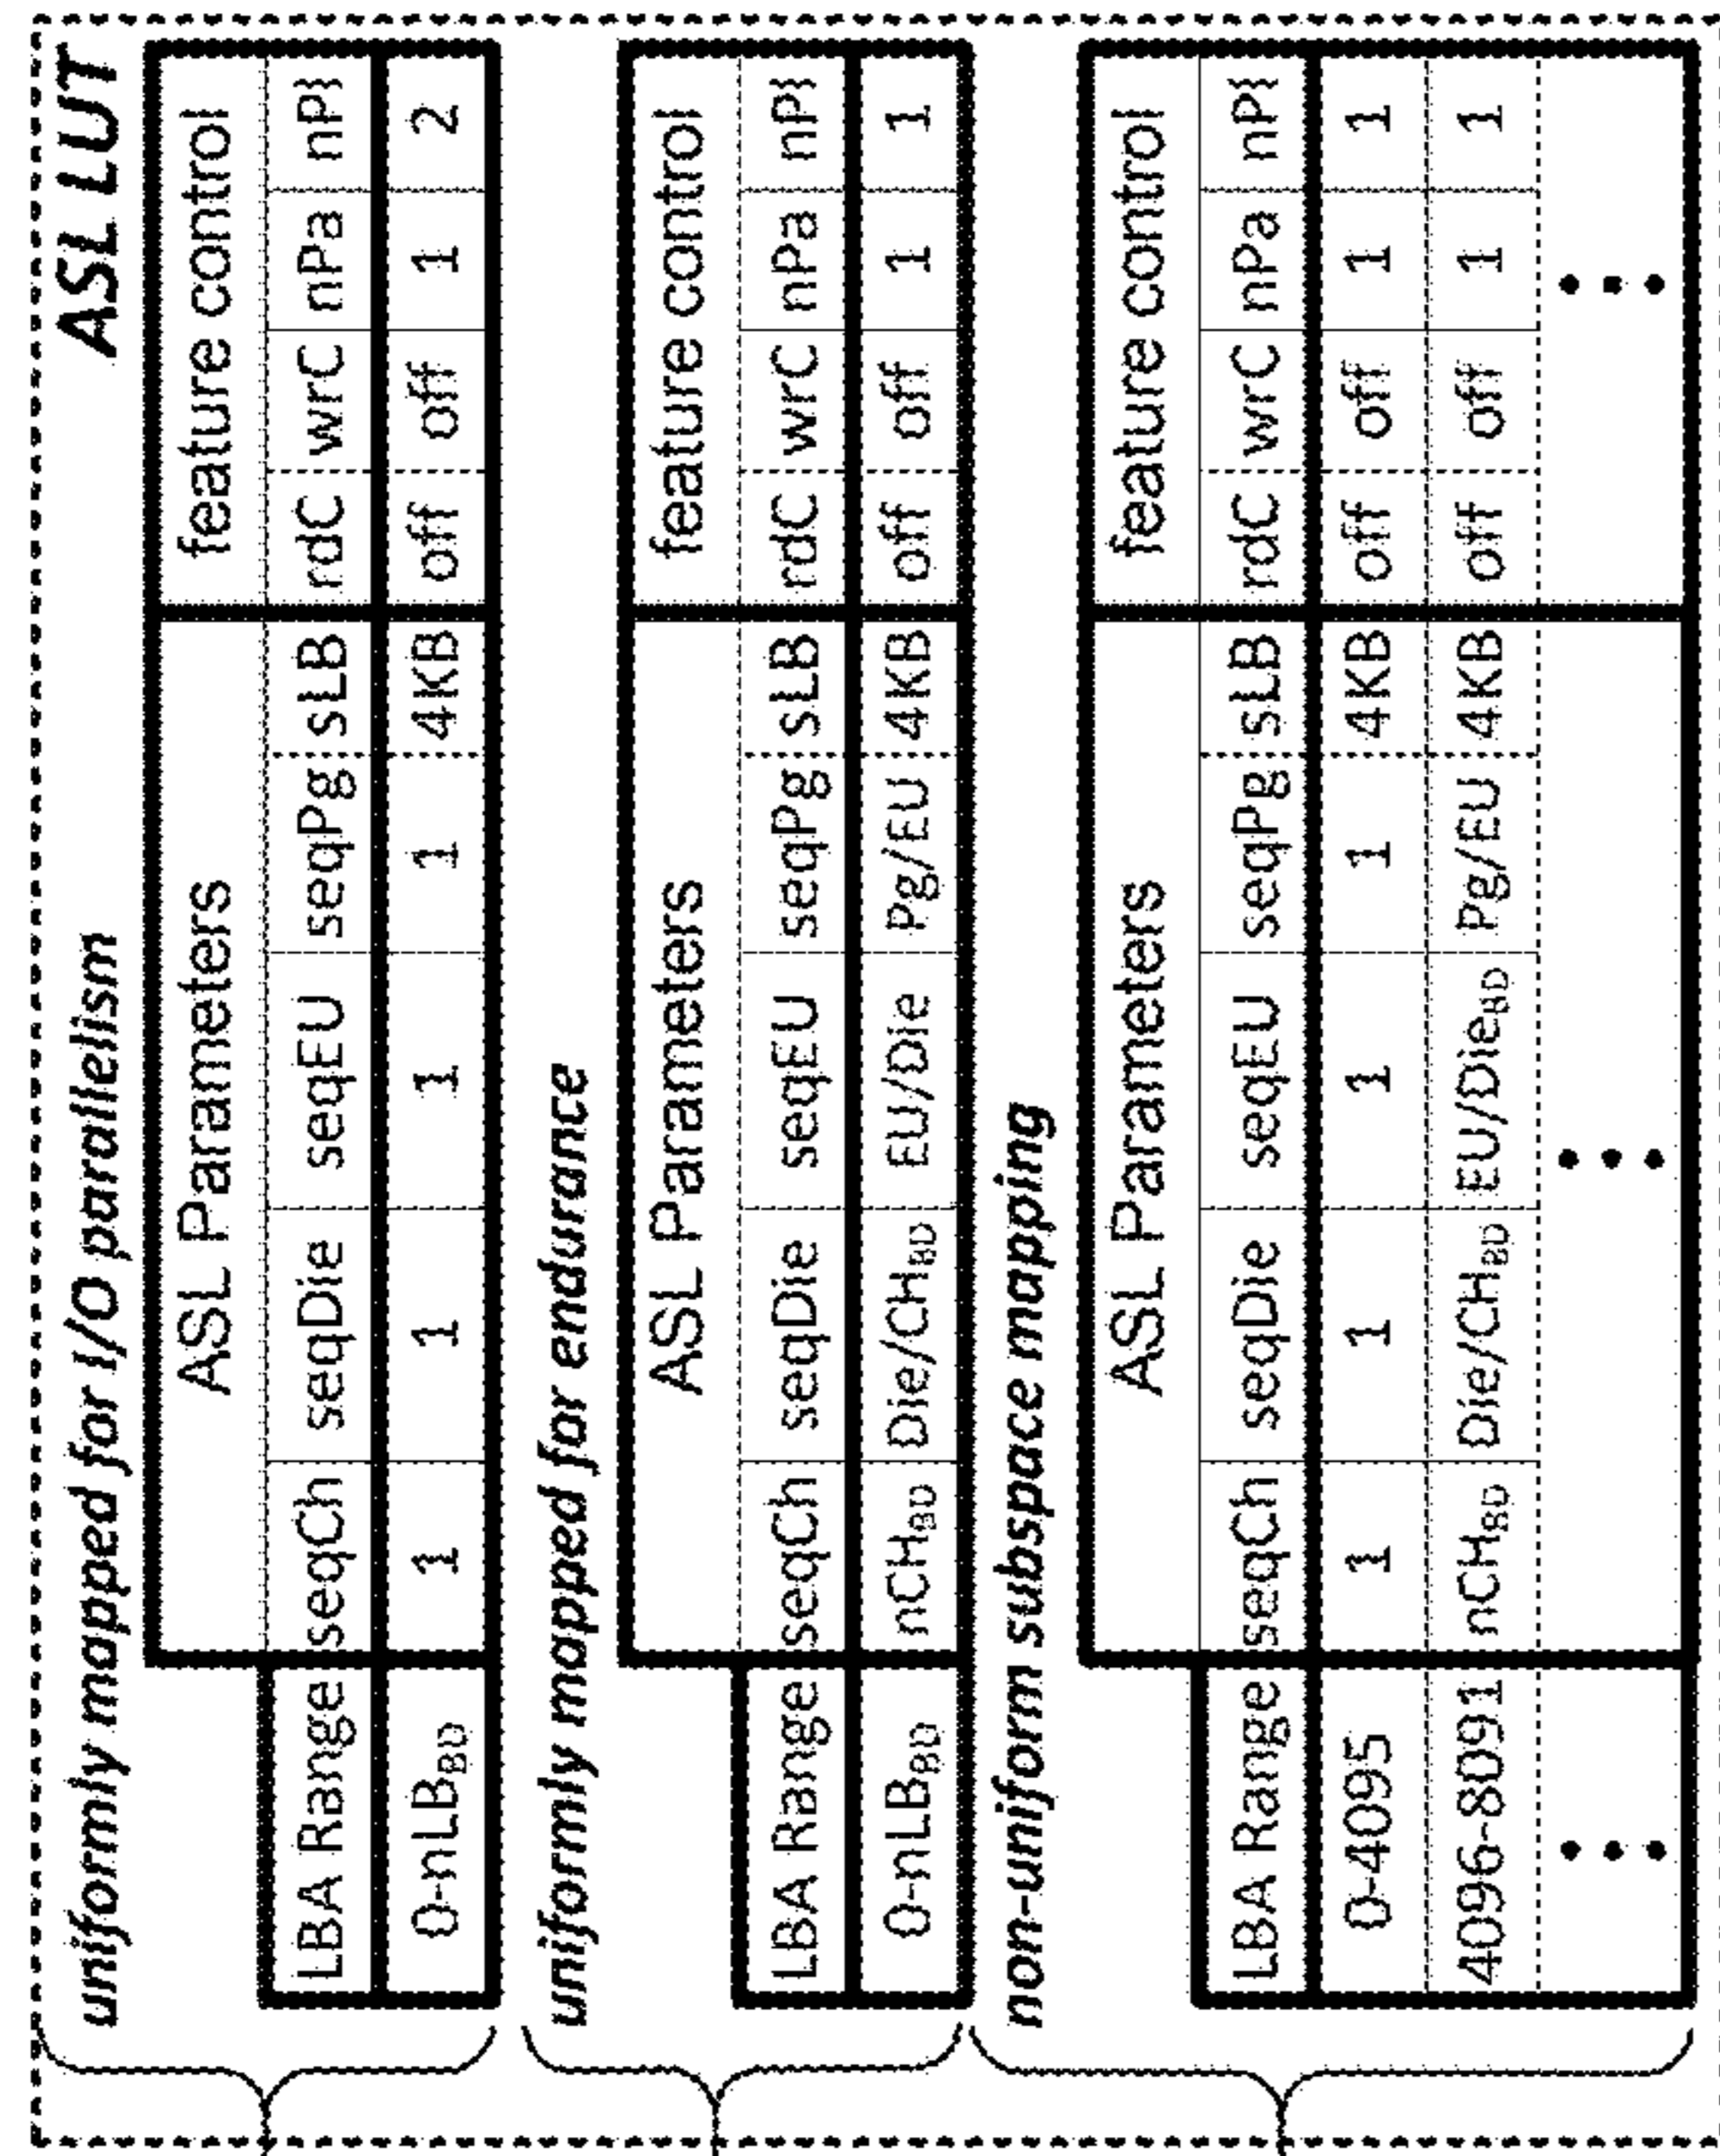 ASL LUT
uniformly mapped for I/O parallelism
ASL Parameters feature control
LBA Range seqCh seqDie seqEU seqPg sLB rdC wrC nPa nPl
0-nLBBD 1 1 1 1 4KB off off 1 2
uniformly mapped for endurance
ASL Parameters feature control
LBA Range seqCh seqDie seqEU seqPg sLB rdC wrC nPa nPl
0-nLBBD nCHBD Die/CHBD EU/Die Pg/EU 4KB off off 1 1
non-uniform subspace mapping
ASL Parameters feature control
LBA Range seqCh seqDie seqEU seqPg sLB rdC wrC nPa nPl
0-4095 1 1 1 1 4KB off off 1 1
4096-8091 nCHBD Die/CHBD EU/DieBD Pg/EU 4KB off off 1 1